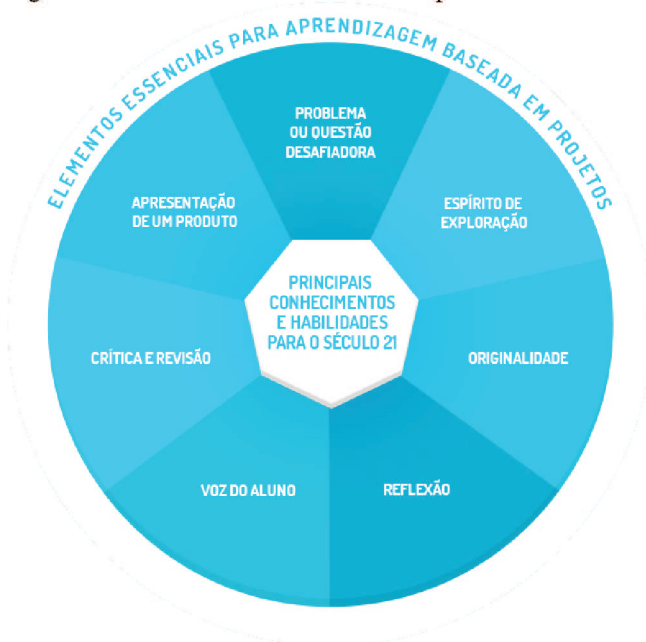 ELEMENTOS ESSENCIAIS PARA APRENDIZAGEM BASEADA EM PROJETOS
PROBLEMA
OU QUESTÃO
DESAFIADORA
ESPÍRITO DE
EXPLORAÇÃO
ORIGINALIDADE
REFLEXÃO
VOZ DO ALUNO
CRÍTICA E REVISÃO
APRESENTAÇÃO
DE UM PRODUTO
PRINCIPAIS
CONHECIMENTOS
E HABILIDADES
PARA O SÉCULO 21